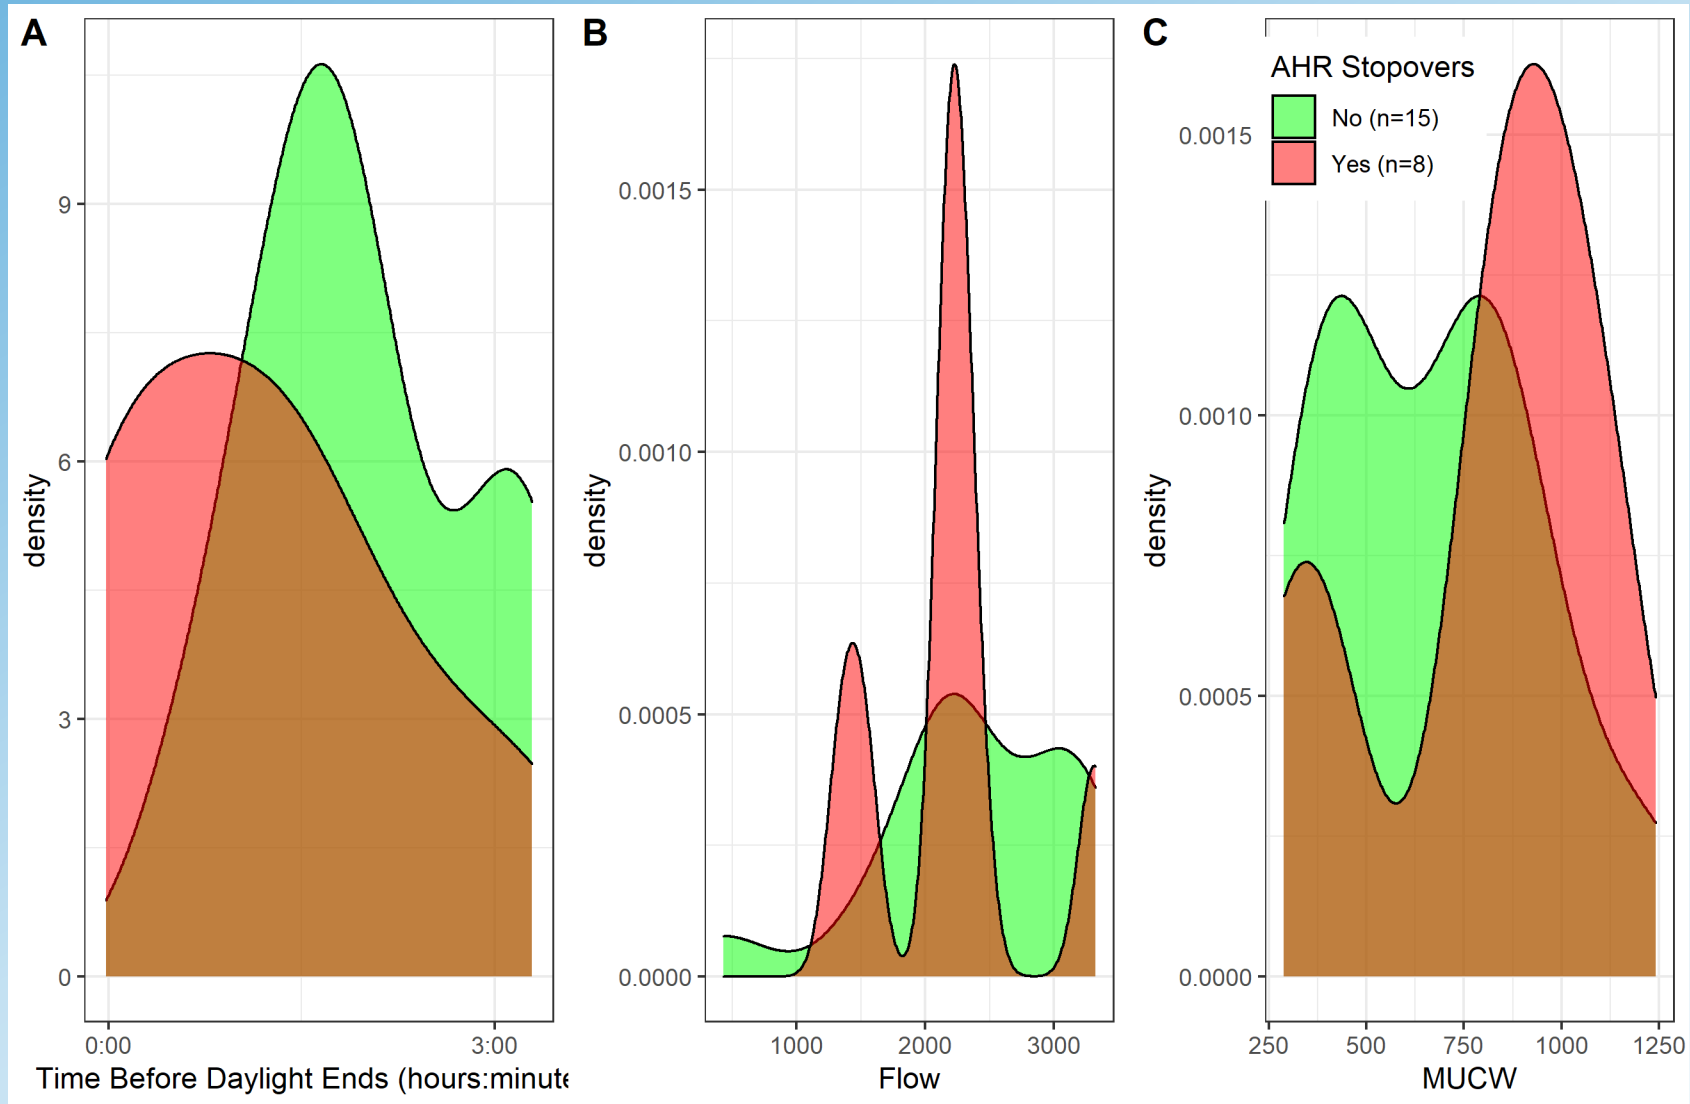 A
9
6
3
0
density
0:00
3:00
Time Before Daylight Ends (hours:minute
B
0.0015
0.0010
0.0005
0.0000
density
1000
2000
3000
Flow
C
AHR Stopovers
No (n=15)
Yes (n=8)
0.0015
0.0010
0.0005
0.0000
density
250
500
750
1000
1250
MUCW